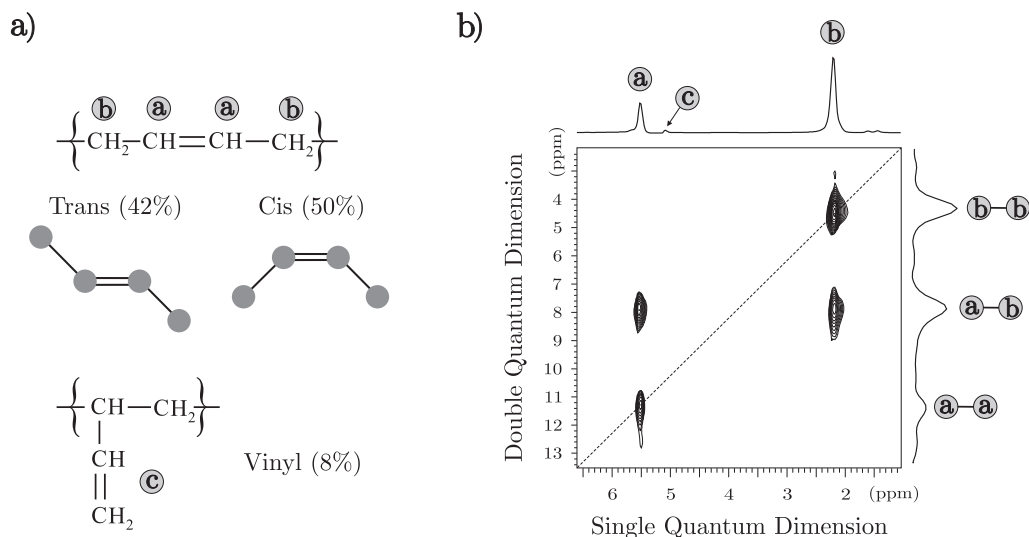 a)
b a a b
CH2 CH CH CH2
Trans (42%) Cis (50%)
CH CH2
CH
c
CH2
Vinyl (8%)
b)
b
a
c
(ppm)
4
5
6
7
8
9
10
11
12
13
Double Quantum Dimension
b b
a b
a a
6 5 4 3 2 (ppm)
Single Quantum Dimension